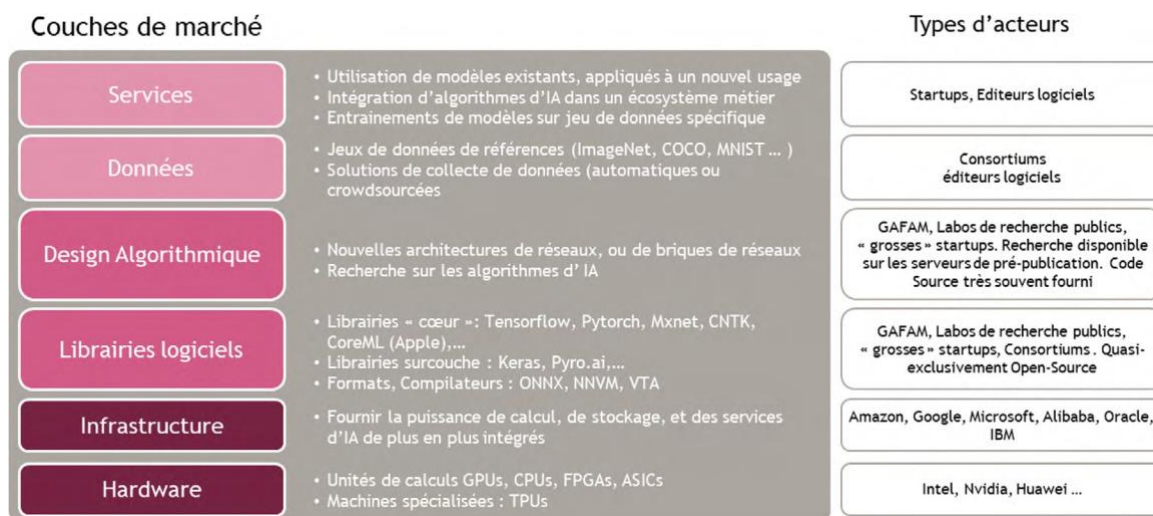 Couches de marché
Types d’acteurs
Services
• Utilisation de modèles existants, appliqués à un nouvel usage
• Intégration d’algorithmes d’IA dans un écosystème métier
• Entrainements de modèles sur jeu de données spécifique
Startups, Editeurs logiciels
Données
• Jeux de données de références (ImageNet, COCO, MNIST … )
• Solutions de collecte de données (automatiques ou
crowdsourcées
Consortiums
éditeurs logiciels
Design Algorithmique
• Nouvelles architectures de réseaux, ou de briques de réseaux
• Recherche sur les algorithmes d’ IA
GAFAM, Labos de recherche publics,
« grosses » startups. Recherche disponible
sur les serveurs de pré-publication. Code
Source très souvent fourni
Librairies logiciels
• Librairies « cœur »: Tensorflow, Pytorch, Mxnet, CNTK,
CoreML (Apple),…
• Librairies surcouche : Keras, Pyro.ai,…
• Formats, Compilateurs : ONNX, NNVM, VTA
GAFAM, Labos de recherche publics,
« grosses » startups, Consortiums . Quasi-
exclusivement Open-Source
Infrastructure
• Fournir la puissance de calcul, de stockage, et des services
d’IA de plus en plus intégrés
Amazon, Google, Microsoft, Alibaba, Oracle,
IBM
Hardware
• Unités de calculs GPUs, CPUs, FPGAs, ASICs
• Machines spécialisées : TPUs
Intel, Nvidia, Huawei …